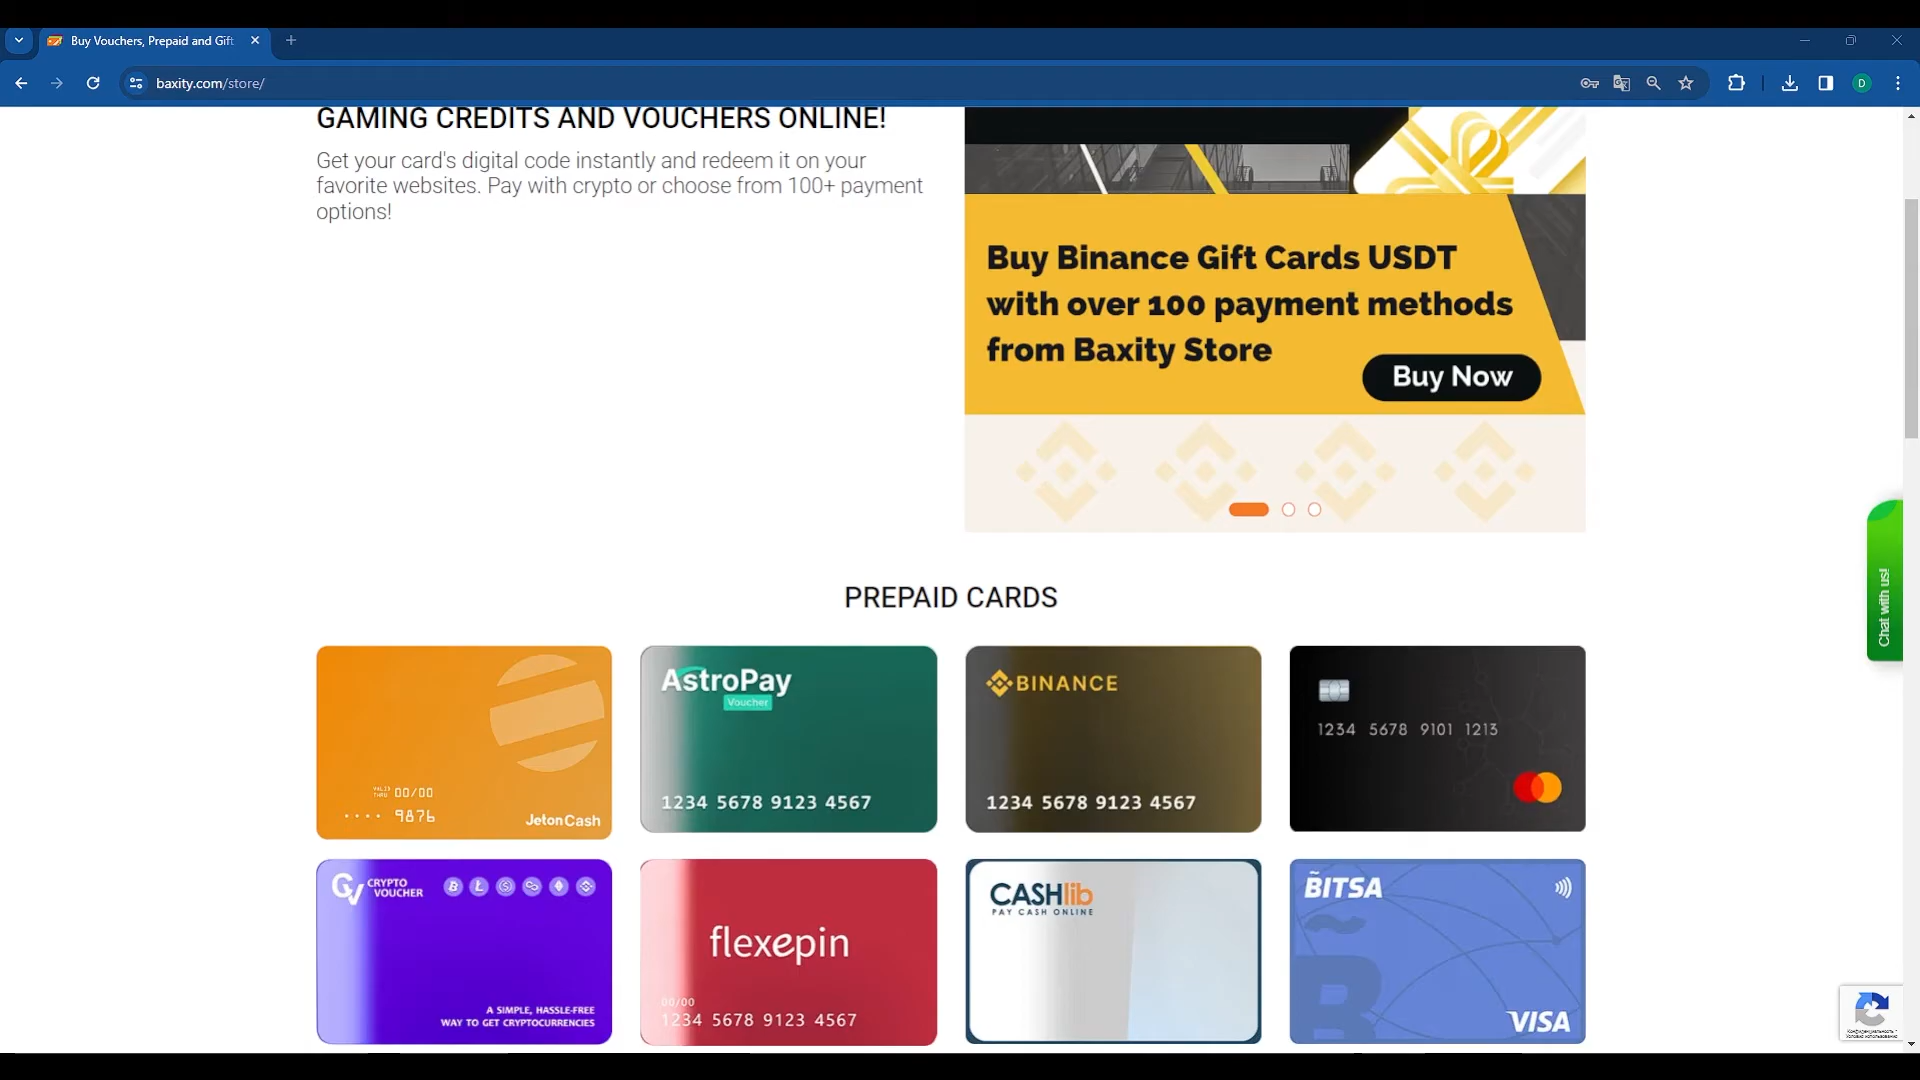 Buy Vouchers, Prepaid and Gift
baxity.com/store/
D
GAMING CREDITS AND VOUCHERS ONLINE!
Get your card's digital code instantly and redeem it on your
favorite websites. Pay with crypto or choose from 100+ payment
options!
Buy Binance Gift Cards USDT
with over 100 payment methods
from Baxity Store
Buy Now
Chat with us!
PREPAID CARDS
VALID
THRU 00/00
•••• 9876
JetonCash
AstroPay
Voucher
1234 5678 9123 4567
BINANCE
1234 5678 9123 4567
1234 5678 9101 1213
CRYPTO
VOUCHER
A SIMPLE, HASSLE-FREE
WAY TO GET CRYPTOCURRENCIES
flexepin
00/00
1234 5678 9123 4567
CASHlib
PAY CASH ONLINE
BITSA
VISA
Конфиденциальность -
Условия использования